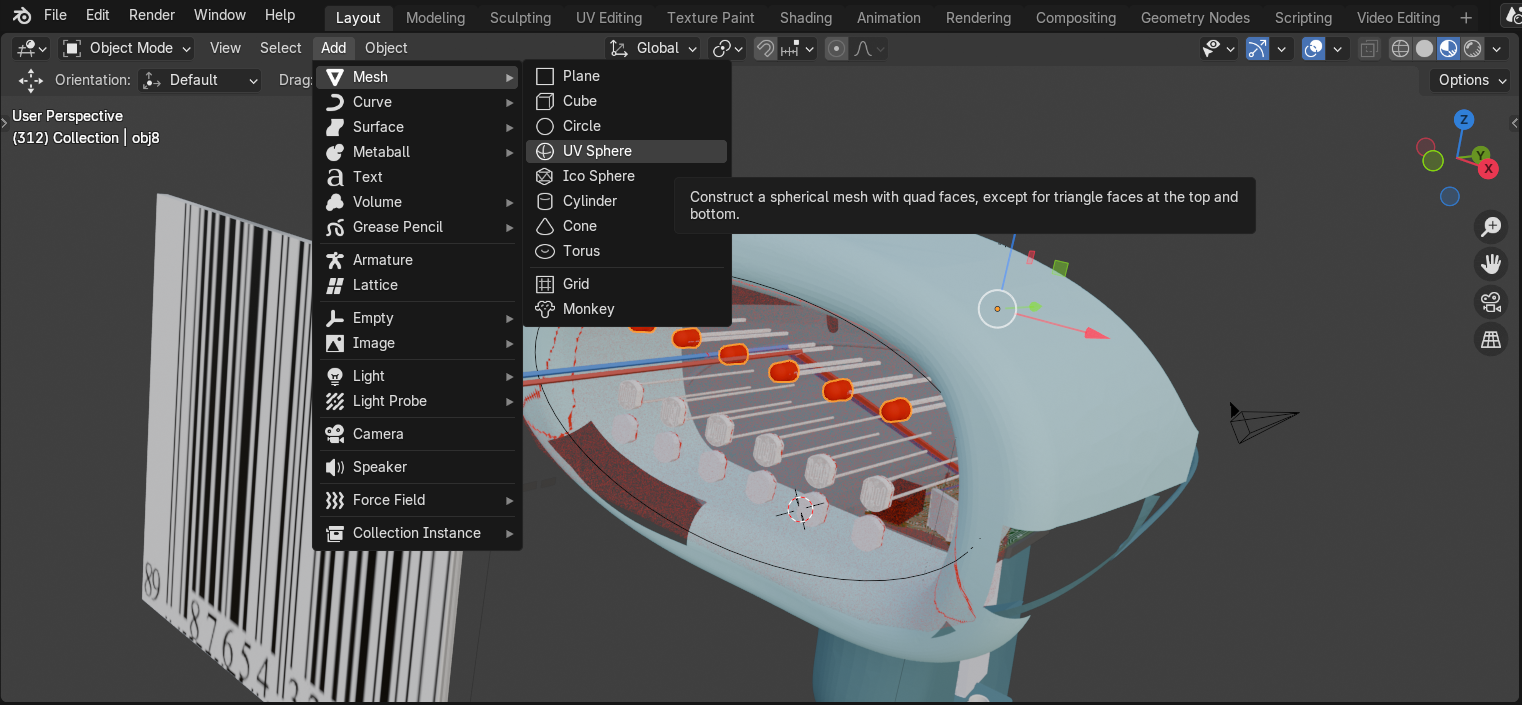 File Edit Render Window Help Layout Modeling Sculpting UV Editing Texture Paint Shading Animation Rendering Compositing Geometry Nodes Scripting Video Editing +
Object Mode View Select Add Object Global
Orientation: Default Drag: Options
User Perspective
(312) Collection | obj8
Mesh
Curve
Surface
Metaball
Text
Volume
Grease Pencil
Armature
Lattice
Empty
Image
Light
Light Probe
Camera
Speaker
Force Field
Collection Instance
Plane
Cube
Circle
UV Sphere
Ico Sphere
Cylinder
Cone
Torus
Grid
Monkey
Construct a spherical mesh with quad faces, except for triangle faces at the top and
bottom.
Z
Y
X
89
87654